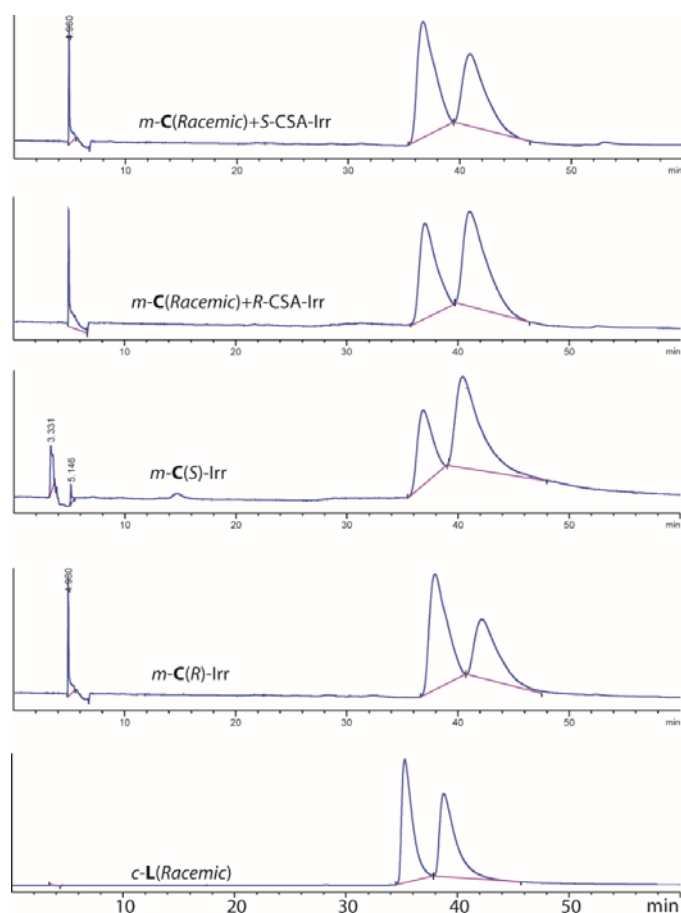 4.980
m-C(Racemic)+S-CSA-Irr
10 20 30 40 50 min
m-C(Racemic)+R-CSA-Irr
10 20 30 40 50 min
3.331
5.146
m-C(S)-Irr
10 20 30 40 50 min
4.980
m-C(R)-Irr
10 20 30 40 50 min
c-L(Racemic)
10 20 30 40 50 min